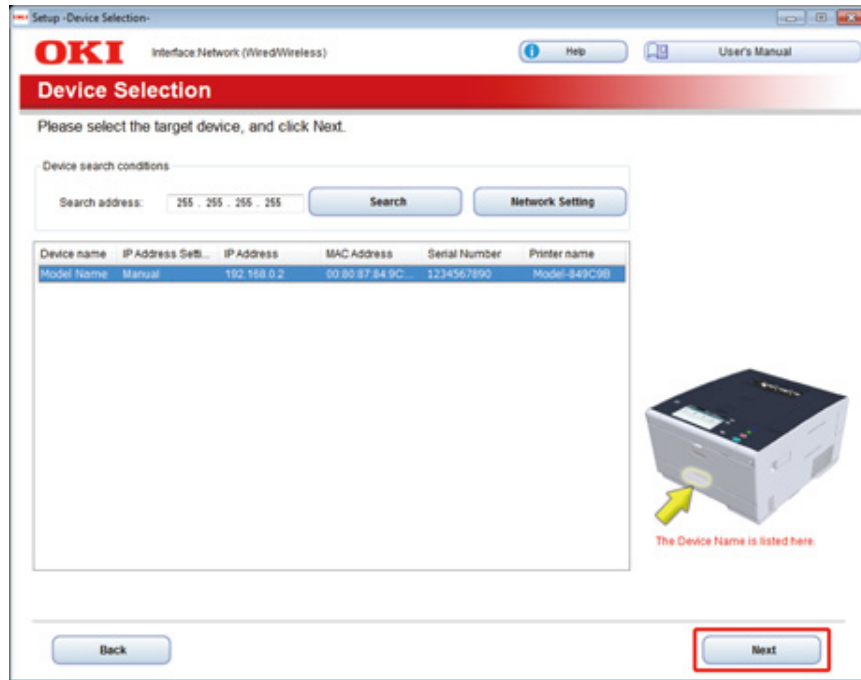 Setup -Device Selection-
OKI Interface:Network (Wired/Wireless) Help User's Manual
Device Selection
Please select the target device, and click Next.
Device search conditions
Search address: 255 . 255 . 255 . 255 Search Network Setting
Device name IP Address Setti... IP Address MAC Address Serial Number Printer name
Model Name Manual 192.168.0.2 00:80:87:84:9C:... 1234567890 Model-849C9B
The Device Name is listed here.
Back Next